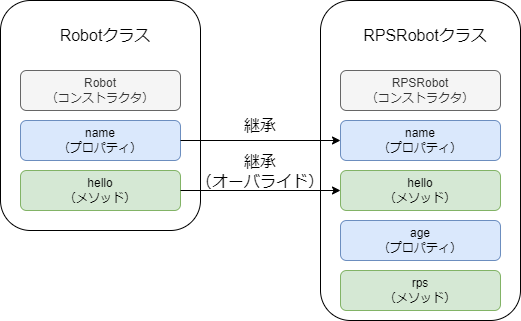 Robotクラス
Robot
（コンストラクタ）
name
（プロパティ）
hello
（メソッド）
継承
継承
（オーバライド）
RPSRobotクラス
RPSRobot
（コンストラクタ）
name
（プロパティ）
hello
（メソッド）
age
（プロパティ）
rps
（メソッド）